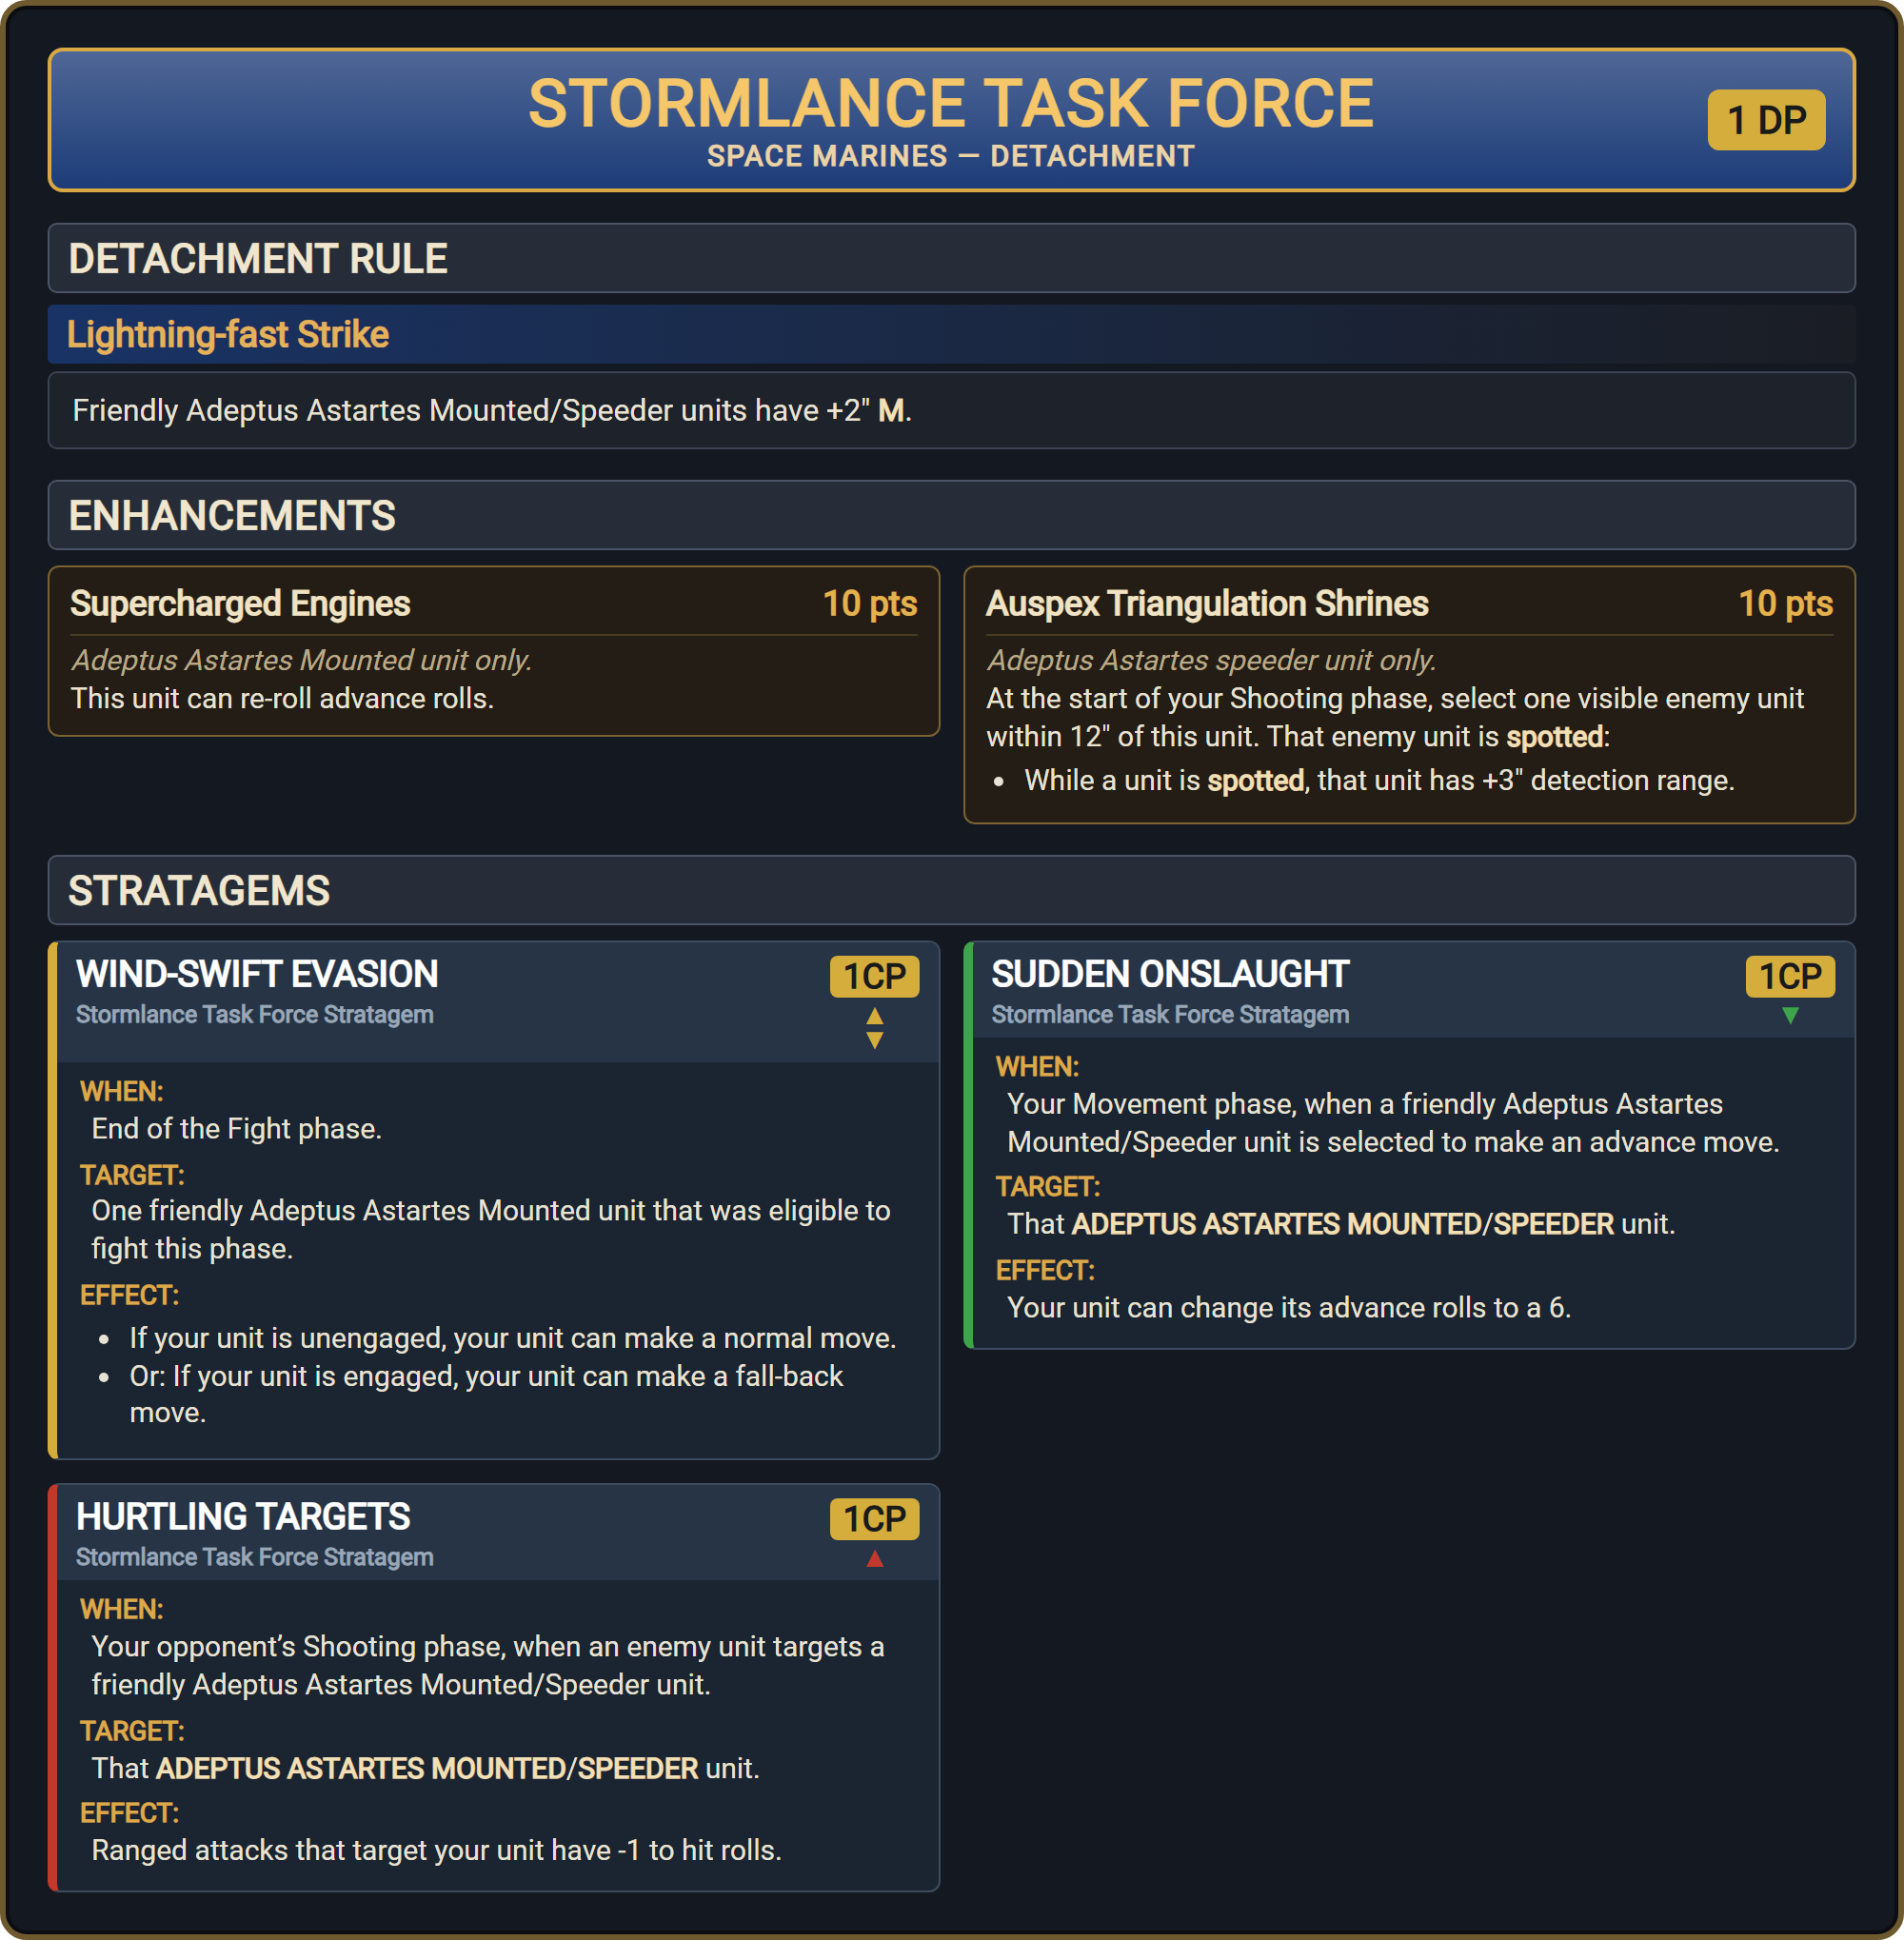 STORMLANCE TASK FORCE
SPACE MARINES — DETACHMENT
1 DP
DETACHMENT RULE
Lightning-fast Strike
Friendly Adeptus Astartes Mounted/Speeder units have +2" M.
ENHANCEMENTS
Supercharged Engines
10 pts
Adeptus Astartes Mounted unit only.
This unit can re-roll advance rolls.
Auspex Triangulation Shrines
10 pts
Adeptus Astartes speeder unit only.
At the start of your Shooting phase, select one visible enemy unit
within 12" of this unit. That enemy unit is spotted:
• While a unit is spotted, that unit has +3" detection range.
STRATAGEMS
WIND-SWIFT EVASION
1CP
Stormlance Task Force Stratagem
▲
▼
WHEN:
End of the Fight phase.
TARGET:
One friendly Adeptus Astartes Mounted unit that was eligible to
fight this phase.
EFFECT:
• If your unit is unengaged, your unit can make a normal move.
• Or: If your unit is engaged, your unit can make a fall-back
move.
SUDDEN ONSLAUGHT
1CP
Stormlance Task Force Stratagem
▼
WHEN:
Your Movement phase, when a friendly Adeptus Astartes
Mounted/Speeder unit is selected to make an advance move.
TARGET:
That ADEPTUS ASTARTES MOUNTED/SPEEDER unit.
EFFECT:
Your unit can change its advance rolls to a 6.
HURTLING TARGETS
1CP
Stormlance Task Force Stratagem
▲
WHEN:
Your opponent’s Shooting phase, when an enemy unit targets a
friendly Adeptus Astartes Mounted/Speeder unit.
TARGET:
That ADEPTUS ASTARTES MOUNTED/SPEEDER unit.
EFFECT:
Ranged attacks that target your unit have -1 to hit rolls.